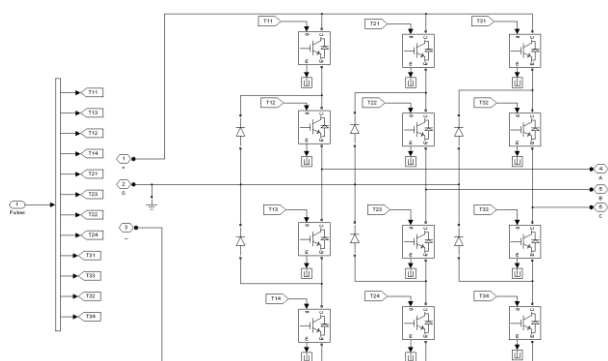 T11
T21
T31
g C
g C
g C
m E
m E
m E
T11
T13
T12
T14
T21
T23
T22
T24
T31
T33
T32
T34
1
Pulses
T12
T22
T32
g C
g C
g C
m E
m E
m E
1
+
2
0
3
-
4
A
5
B
6
C
T13
T23
T33
g C
g C
g C
m E
m E
m E
T14
T24
T34
g C
g C
g C
m E
m E
m E